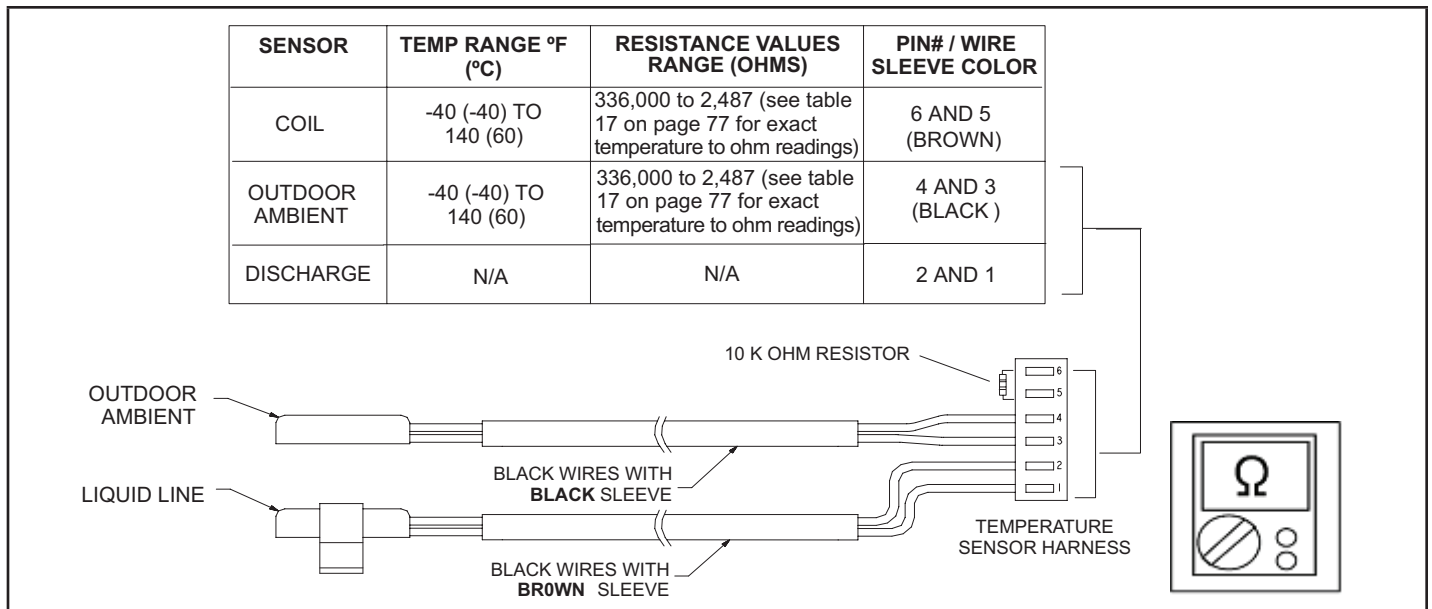 SENSOR
TEMP RANGE ºF
(ºC)
RESISTANCE VALUES
RANGE (OHMS)
PIN# / WIRE
SLEEVE COLOR
COIL
-40 (-40) TO
140 (60)
336,000 to 2,487 (see table
17 on page 77 for exact
temperature to ohm readings)
6 AND 5
(BROWN)
OUTDOOR
AMBIENT
-40 (-40) TO
140 (60)
336,000 to 2,487 (see table
17 on page 77 for exact
temperature to ohm readings)
4 AND 3
(BLACK )
DISCHARGE
N/A
N/A
2 AND 1
10 K OHM RESISTOR
6
5
4
3
2
1
OUTDOOR
AMBIENT
BLACK WIRES WITH
BLACK SLEEVE
LIQUID LINE
BLACK WIRES WITH
BR0WN SLEEVE
TEMPERATURE
SENSOR HARNESS
Ω